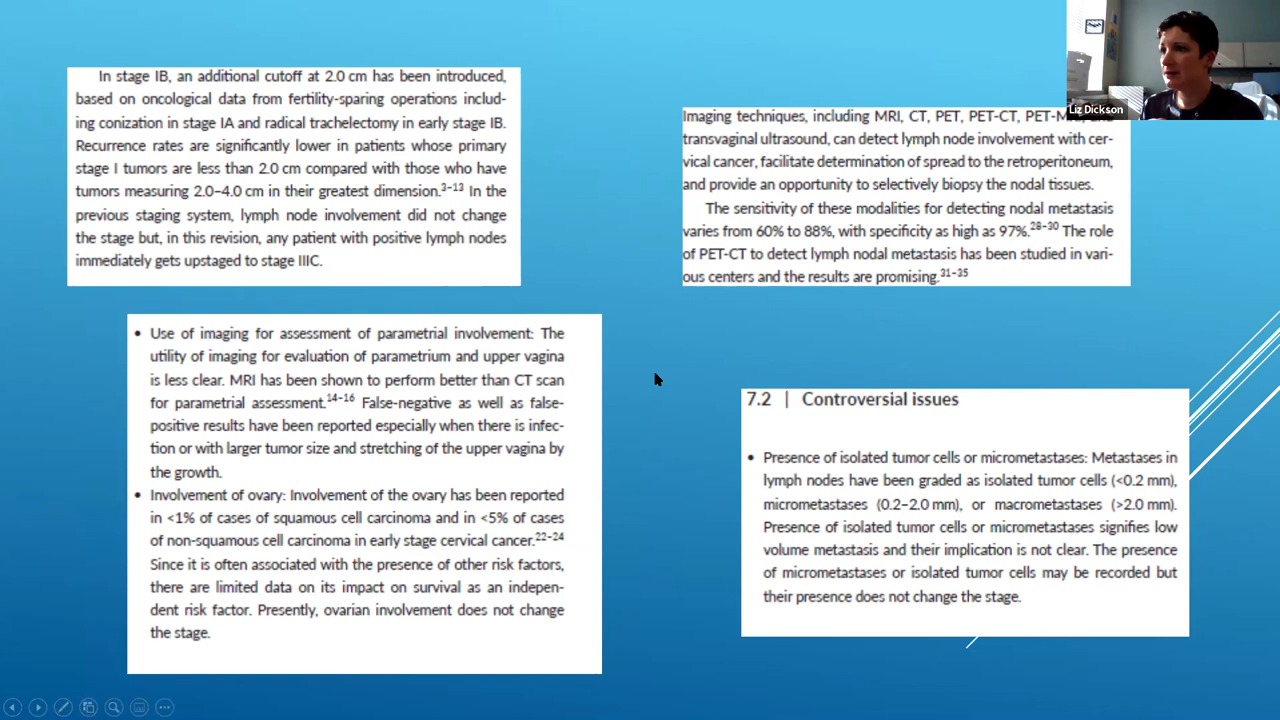 In stage IB, an additional cutoff at 2.0 cm has been introduced,
based on oncological data from fertility-sparing operations includ-
ing conization in stage IA and radical trachelectomy in early stage IB.
Recurrence rates are significantly lower in patients whose primary
stage I tumors are less than 2.0 cm compared with those who have
tumors measuring 2.0–4.0 cm in their greatest dimension.3–13 In the
previous staging system, lymph node involvement did not change
the stage but, in this revision, any patient with positive lymph nodes
immediately gets upstaged to stage IIIC.
Liz Dickson
Imaging techniques, including MRI, CT, PET, PET-CT,
transvaginal ultrasound, can detect lymph node involvement with cer-
vical cancer, facilitate determination of spread to the retroperitoneum,
and provide an opportunity to selectively biopsy the nodal tissues.
The sensitivity of these modalities for detecting nodal metastasis
varies from 60% to 88%, with specificity as high as 97%.28–30 The role
of PET-CT to detect lymph nodal metastasis has been studied in vari-
ous centers and the results are promising.31–35
• Use of imaging for assessment of parametrial involvement: The
utility of imaging for evaluation of parametrium and upper vagina
is less clear. MRI has been shown to perform better than CT scan
for parametrial assessment.14–16 False-negative as well as false-
positive results have been reported especially when there is infec-
tion or with larger tumor size and stretching of the upper vagina by
the growth.
• Involvement of ovary: Involvement of the ovary has been reported
in <1% of cases of squamous cell carcinoma and in <5% of cases
of non-squamous cell carcinoma in early stage cervical cancer.22–24
Since it is often associated with the presence of other risk factors,
there are limited data on its impact on survival as an indepen-
dent risk factor. Presently, ovarian involvement does not change
the stage.
7.2 | Controversial issues
• Presence of isolated tumor cells or micrometastases: Metastases in
lymph nodes have been graded as isolated tumor cells (<0.2 mm),
micrometastases (0.2–2.0 mm), or macrometastases (>2.0 mm).
Presence of isolated tumor cells or micrometastases signifies low
volume metastasis and their implication is not clear. The presence
of micrometastases or isolated tumor cells may be recorded but
their presence does not change the stage.